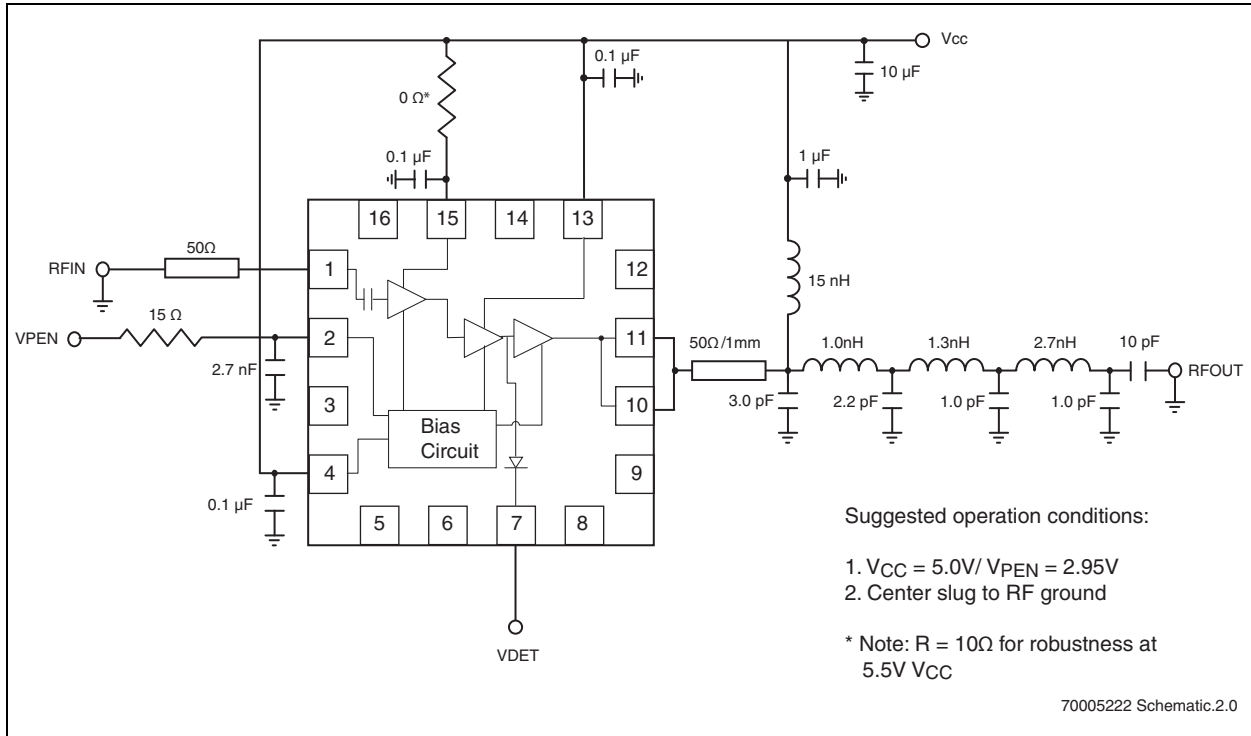 Vcc
0.1 µF
10 µF
0 Ω*
0.1 µF
1 µF
16
15
14
13
50Ω
RFIN
1
12
15 nH
15 Ω
VPEN
2
11
50Ω/1mm
1.0nH
1.3nH
2.7nH
10 pF
RFOUT
2.7 nF
3
10
3.0 pF
2.2 pF
1.0 pF
1.0 pF
Bias
Circuit
4
9
0.1 µF
5
6
7
8
VDET
Suggested operation conditions:
1. VCC = 5.0V/ VPEN = 2.95V
2. Center slug to RF ground
* Note: R = 10Ω for robustness at
5.5V VCC
70005222 Schematic.2.0